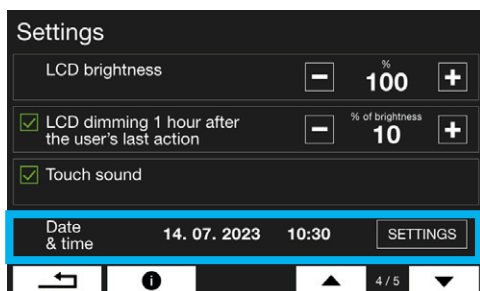 Settings
LCD brightness
%
− 100 +
LCD dimming 1 hour after
the user's last action
% of brightness
− 10 +
Touch sound
Date
& time
14. 07. 2023 10:30 SETTINGS
i 4/5